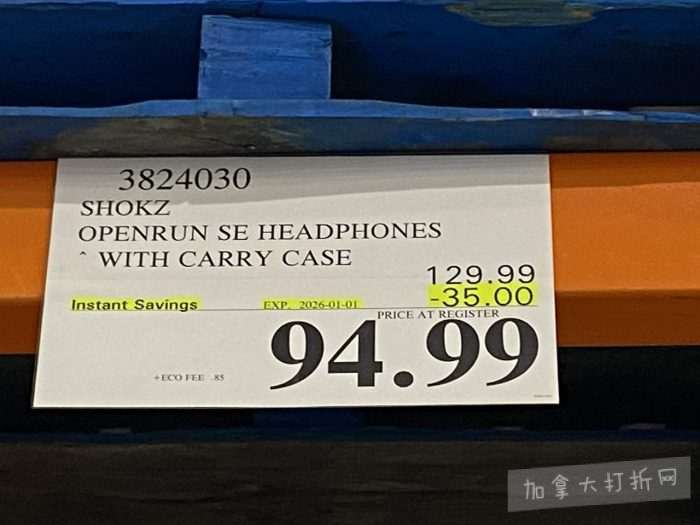 3824030
SHOKZ
OPENRUN SE HEADPHONES
^ WITH CARRY CASE
129.99
Instant Savings EXP. 2026-01-01 -35.00
PRICE AT REGISTER
94.99
+ECO FEE .85
加拿大打折网